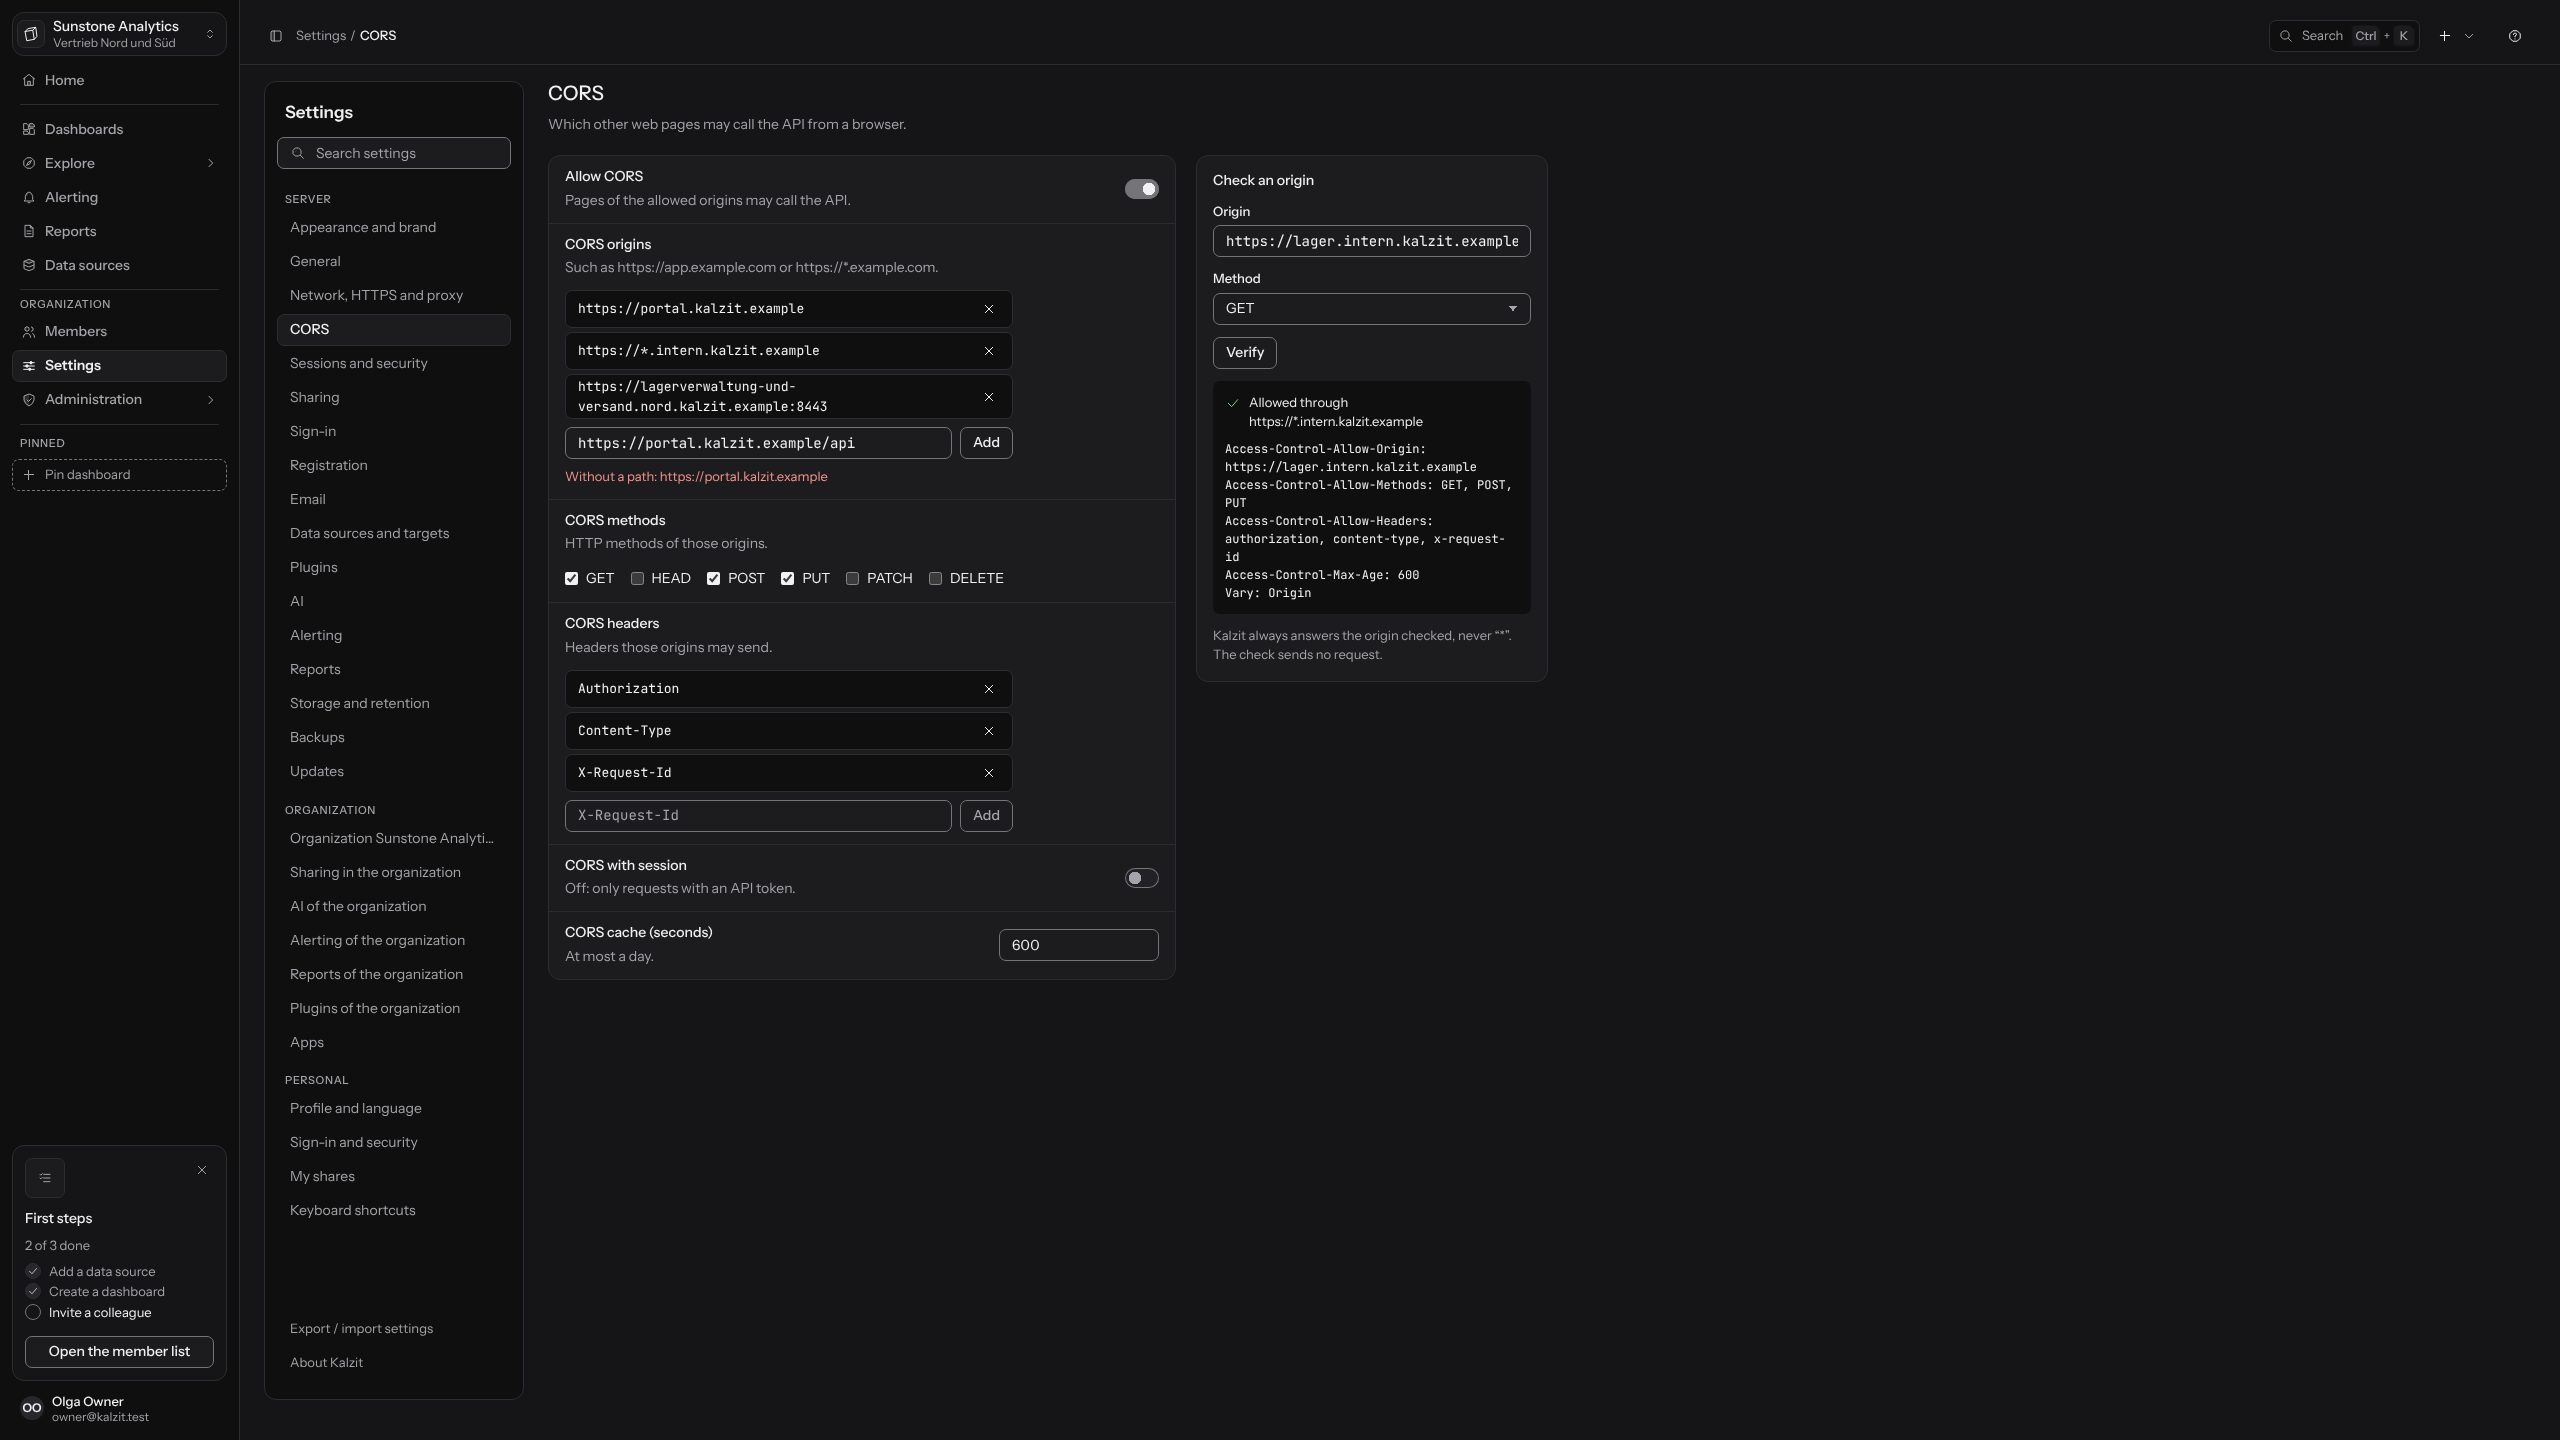 Sunstone Analytics
Vertrieb Nord und Süd
Home
Dashboards
Explore
Alerting
Reports
Data sources
ORGANIZATION
Members
Settings
Administration
PINNED
Pin dashboard
First steps
2 of 3 done
Add a data source
Create a dashboard
Invite a colleague
Open the member list
OO
Olga Owner
owner@kalzit.test
Settings / CORS
Search Ctrl + K
Settings
Search settings
SERVER
Appearance and brand
General
Network, HTTPS and proxy
CORS
Sessions and security
Sharing
Sign-in
Registration
Email
Data sources and targets
Plugins
AI
Alerting
Reports
Storage and retention
Backups
Updates
ORGANIZATION
Organization Sunstone Analyti...
Sharing in the organization
AI of the organization
Alerting of the organization
Reports of the organization
Plugins of the organization
Apps
PERSONAL
Profile and language
Sign-in and security
My shares
Keyboard shortcuts
Export / import settings
About Kalzit
CORS
Which other web pages may call the API from a browser.
Allow CORS
Pages of the allowed origins may call the API.
CORS origins
Such as https://app.example.com or https://*.example.com.
https://portal.kalzit.example
https://*.intern.kalzit.example
https://lagerverwaltung-und-
versand.nord.kalzit.example:8443
https://portal.kalzit.example/api
Add
Without a path: https://portal.kalzit.example
CORS methods
HTTP methods of those origins.
GET HEAD POST PUT PATCH DELETE
CORS headers
Headers those origins may send.
Authorization
Content-Type
X-Request-Id
X-Request-Id
Add
CORS with session
Off: only requests with an API token.
CORS cache (seconds)
At most a day.
600
Check an origin
Origin
https://lager.intern.kalzit.example
Method
GET
Verify
Allowed through
https://*.intern.kalzit.example
Access-Control-Allow-Origin:
https://lager.intern.kalzit.example
Access-Control-Allow-Methods: GET, POST,
PUT
Access-Control-Allow-Headers:
authorization, content-type, x-request-
id
Access-Control-Max-Age: 600
Vary: Origin
Kalzit always answers the origin checked, never “*”.
The check sends no request.